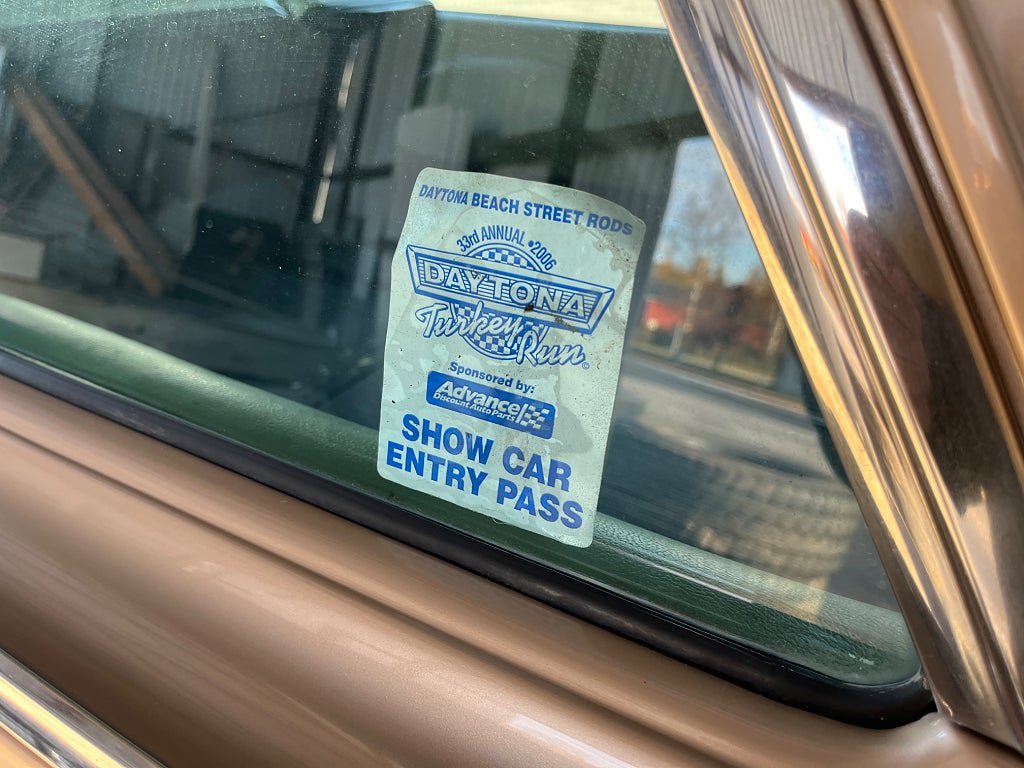 DAYTONA BEACH STREET RODS
33rd ANNUAL • 2006
DAYTONA
Turkey Run©
Sponsored by:
Advance
Discount Auto Parts
SHOW CAR
ENTRY PASS